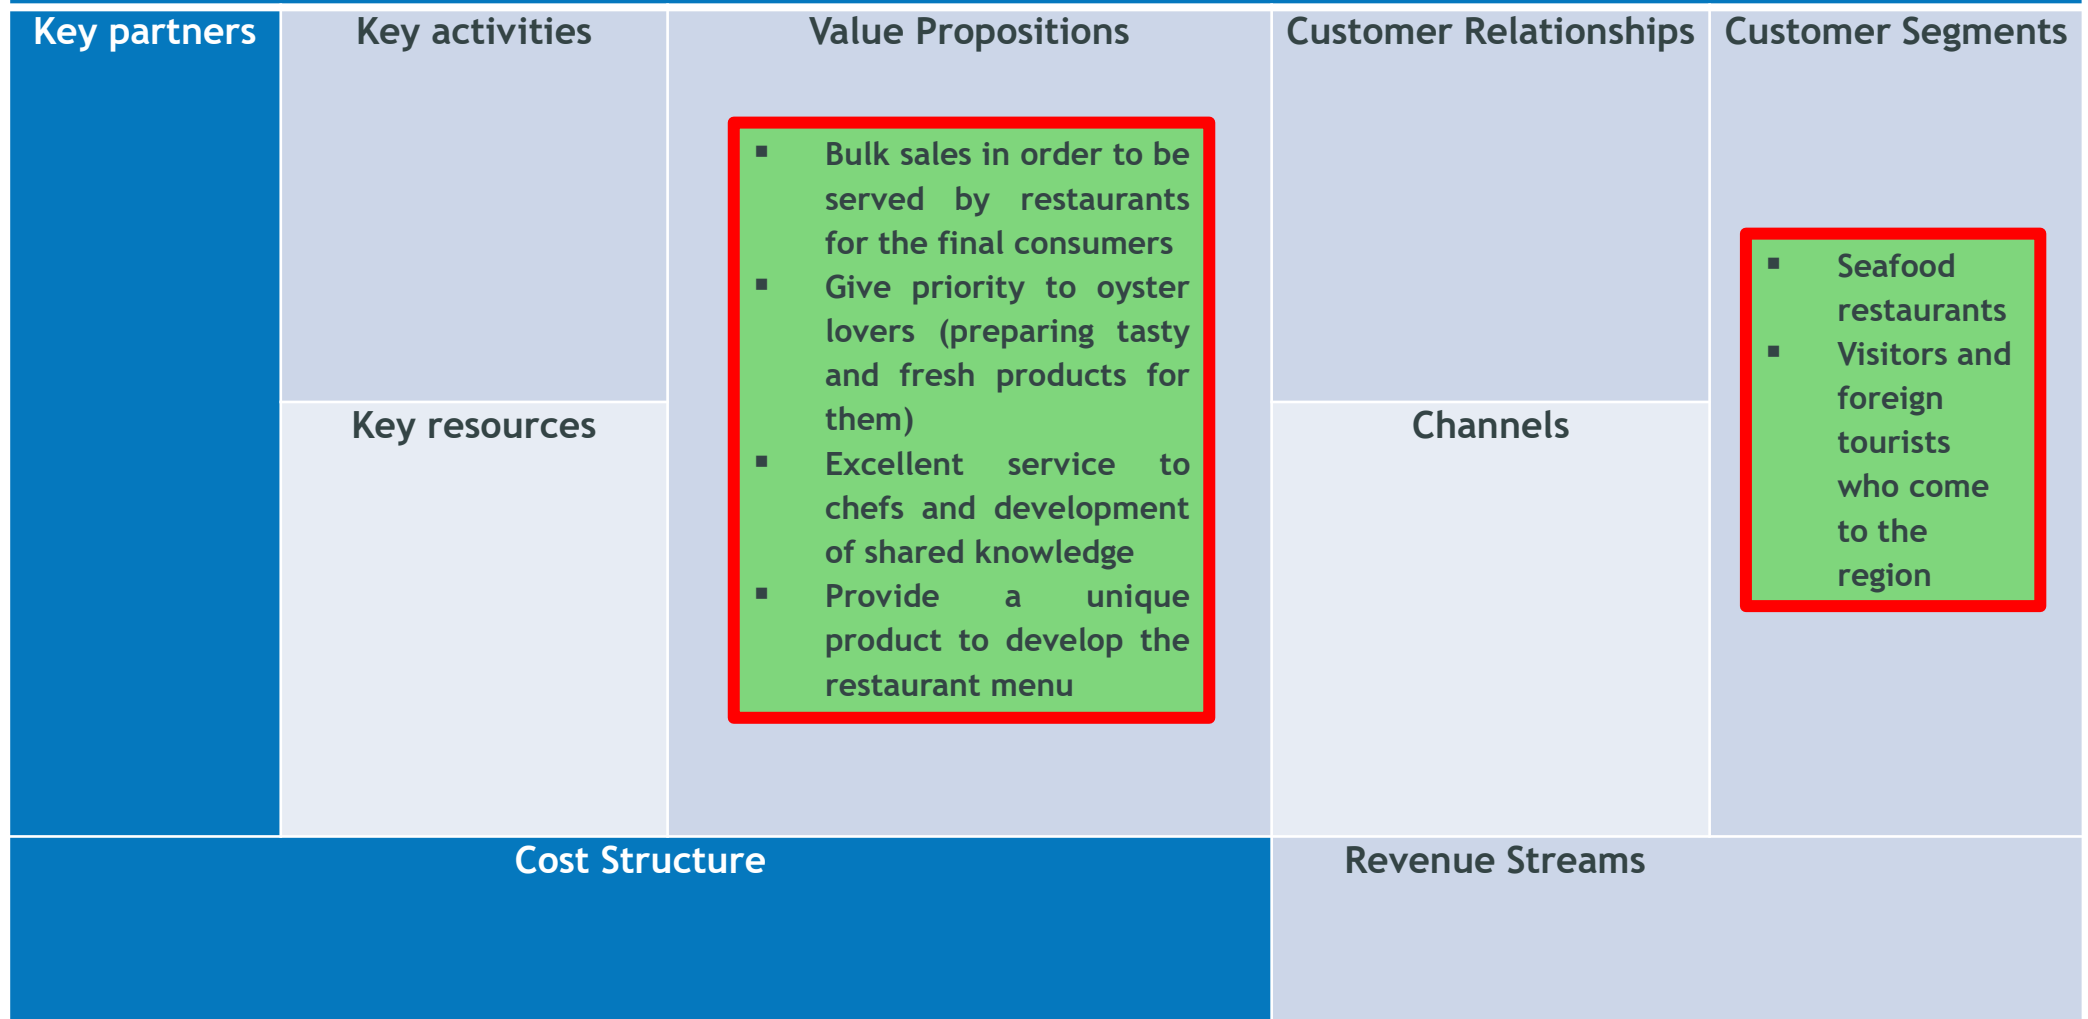 Key partners
Key activities
Value Propositions
Customer Relationships
Customer Segments
▪ Bulk sales in order to be
served by restaurants
for the final consumers
▪ Give priority to oyster
lovers (preparing tasty
and fresh products for
them)
▪ Excellent service to
chefs and development
of shared knowledge
▪ Provide a unique
product to develop the
restaurant menu
▪ Seafood
restaurants
▪ Visitors and
foreign
tourists
who come
to the
region
Key resources
Channels
Cost Structure
Revenue Streams